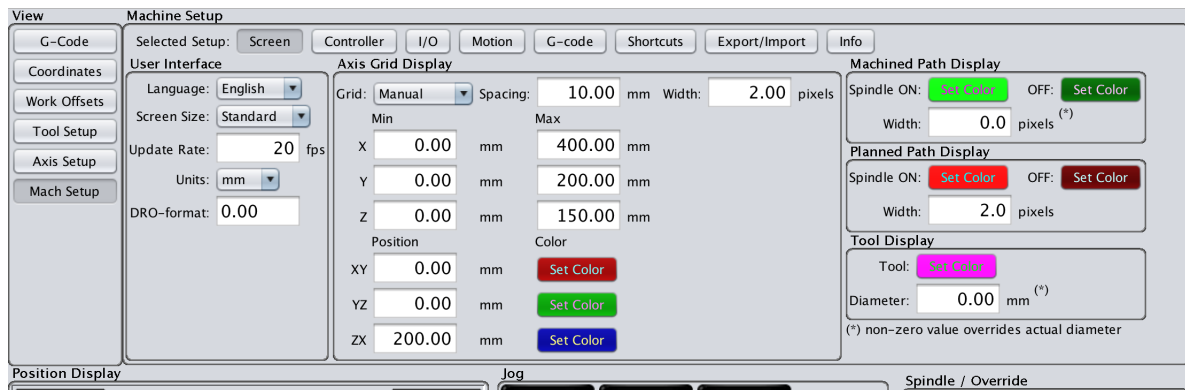 View
G-Code
Coordinates
Work Offsets
Tool Setup
Axis Setup
Mach Setup
Machine Setup
Selected Setup: Screen Controller I/O Motion G-code Shortcuts Export/Import Info
User Interface
Language: English
Screen Size: Standard
Update Rate: 20 fps
Units: mm
DRO-format: 0.00
Axis Grid Display
Grid: Manual Spacing: 10.00 mm Width: 2.00 pixels
Min Max
X 0.00 mm 400.00 mm
Y 0.00 mm 200.00 mm
Z 0.00 mm 150.00 mm
Position Color
XY 0.00 mm Set Color
YZ 0.00 mm Set Color
ZX 200.00 mm Set Color
Machined Path Display
Spindle ON: Set Color OFF: Set Color
Width: 0.0 pixels (*)
Planned Path Display
Spindle ON: Set Color OFF: Set Color
Width: 2.0 pixels
Tool Display
Tool: Set Color
Diameter: 0.00 mm (*)
(*) non-zero value overrides actual diameter
Position Display
Jog
Spindle / Override